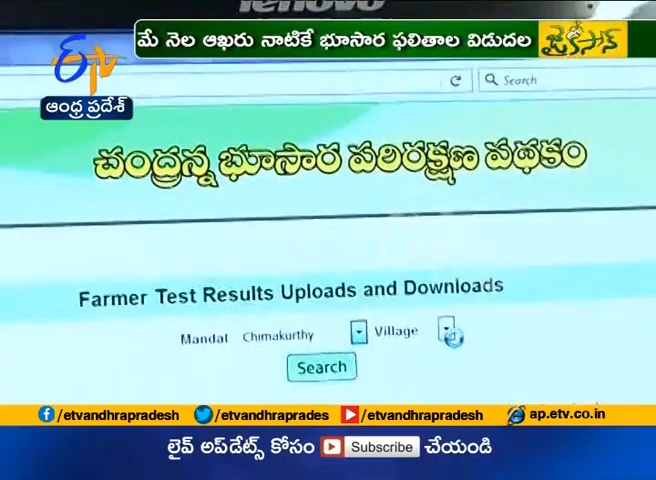 lenovo
మే నెల ఆఖరు నాటికే భూసార ఫలితాల విడుదల
జైకిసాన్
ETV
ఆంధ్ర ప్రదేశ్
Search
చంద్రన్న భూసార పరిరక్షణ పథకం
Farmer Test Results Uploads and Downloads
Mandal Chimakurthy Village
Search
/etvandhrapradesh /etvandhraprades /etvandhrapradesh ap.etv.co.in
లైవ్ అప్‌డేట్స్ కోసం Subscribe చేయండి